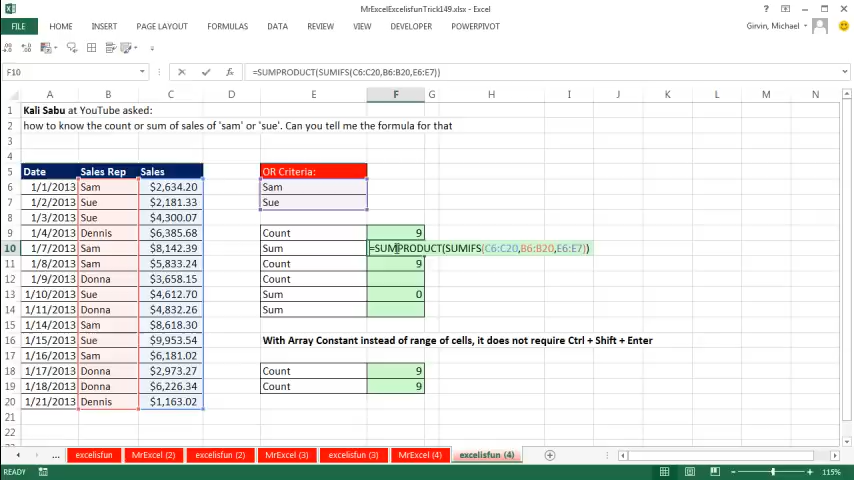 MrExcelExcelisfunTrick149.xlsx - Excel
FILE HOME INSERT PAGE LAYOUT FORMULAS DATA REVIEW VIEW DEVELOPER POWERPIVOT Girvin, Michael
F10 =SUMPRODUCT(SUMIFS(C6:C20,B6:B20,E6:E7))
A B C D E F G H I J K L M N
1 Kali Sabu at YouTube asked:
2 how to know the count or sum of sales of 'sam' or 'sue'. Can you tell me the formula for that
3
4
5 Date Sales Rep Sales OR Criteria:
6 1/1/2013 Sam $2,634.20 Sam
7 1/2/2013 Sue $2,181.33 Sue
8 1/3/2013 Sue $4,300.07
9 1/4/2013 Dennis $6,385.68 Count 9
10 1/7/2013 Sam $8,142.39 Sum =SUMPRODUCT(SUMIFS(C6:C20,B6:B20,E6:E7))
11 1/8/2013 Sam $5,833.24 Count 9
12 1/9/2013 Donna $3,658.15 Count
13 1/10/2013 Sue $4,612.70 Sum 0
14 1/11/2013 Donna $4,832.26 Sum
15 1/14/2013 Sam $8,618.30
16 1/15/2013 Sue $9,953.54 With Array Constant instead of range of cells, it does not require Ctrl + Shift + Enter
17 1/16/2013 Sam $6,181.02
18 1/17/2013 Donna $2,973.27 Count 9
19 1/18/2013 Donna $6,226.34 Count 9
20 1/21/2013 Dennis $1,163.02
21
22
... excelisfun MrExcel (2) excelisfun (2) MrExcel (3) excelisfun (3) MrExcel (4) excelisfun (4)
READY 115%